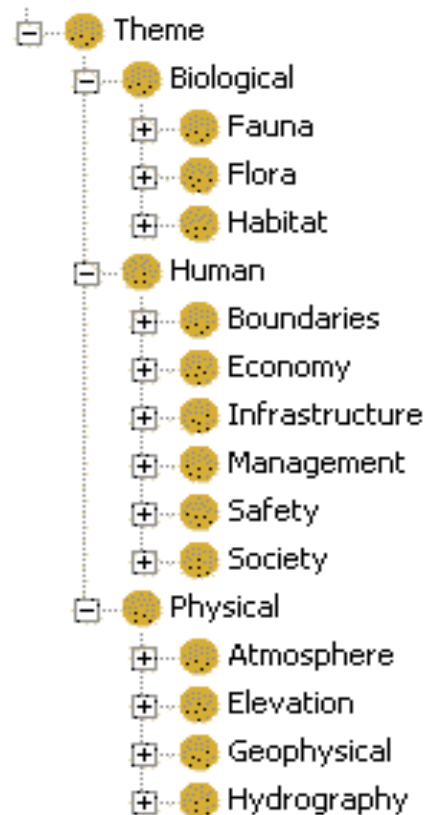 Theme
Biological
Fauna
Flora
Habitat
Human
Boundaries
Economy
Infrastructure
Management
Safety
Society
Physical
Atmosphere
Elevation
Geophysical
Hydrography